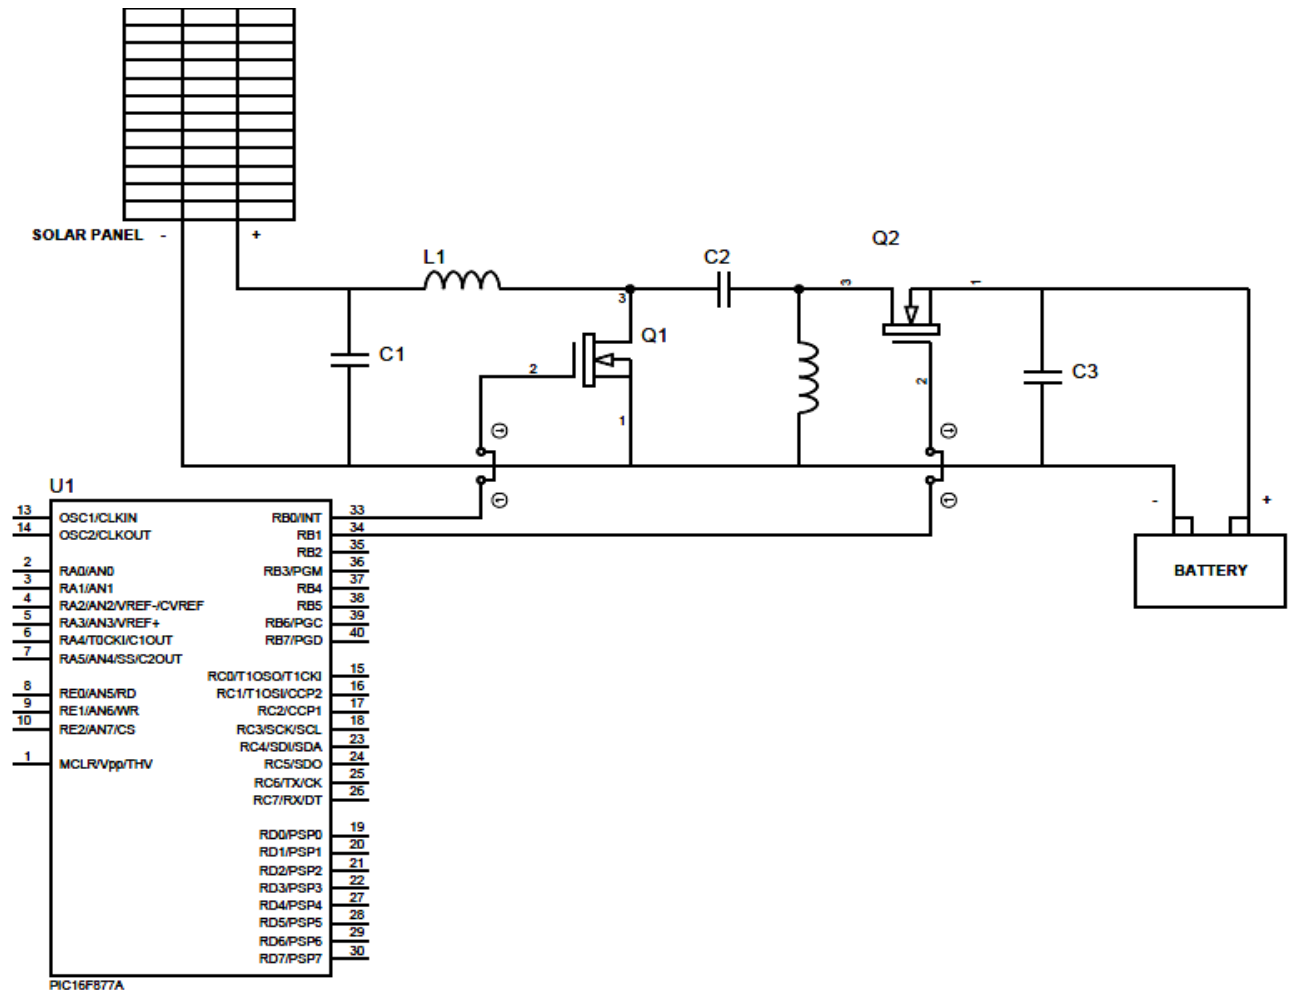 SOLAR PANEL - +
Q2
L1
C2
3
1
3
Q1
C1
2
C3
2
1
1
1
1
1
- +
BATTERY
U1
13 OSC1/CLKIN RB0/INT 33
14 OSC2/CLKOUT RB1 34
RB2 35
2 RA0/AN0 RB3/PGM 36
3 RA1/AN1 RB4 37
4 RA2/AN2/VREF-/CVREF RB5 38
5 RA3/AN3/VREF+ RB6/PGC 39
6 RA4/T0CKI/C1OUT RB7/PGD 40
7 RA5/AN4/SS/C2OUT
RC0/T1OSO/T1CKI 15
8 RE0/AN5/RD RC1/T1OSI/CCP2 16
9 RE1/AN6/WR RC2/CCP1 17
10 RE2/AN7/CS RC3/SCK/SCL 18
RC4/SDI/SDA 23
1 MCLR/Vpp/THV RC5/SDO 24
RC6/TX/CK 25
RC7/RX/DT 26
RD0/PSP0 19
RD1/PSP1 20
RD2/PSP2 21
RD3/PSP3 22
RD4/PSP4 27
RD5/PSP5 28
RD6/PSP6 29
RD7/PSP7 30
PIC16F877A